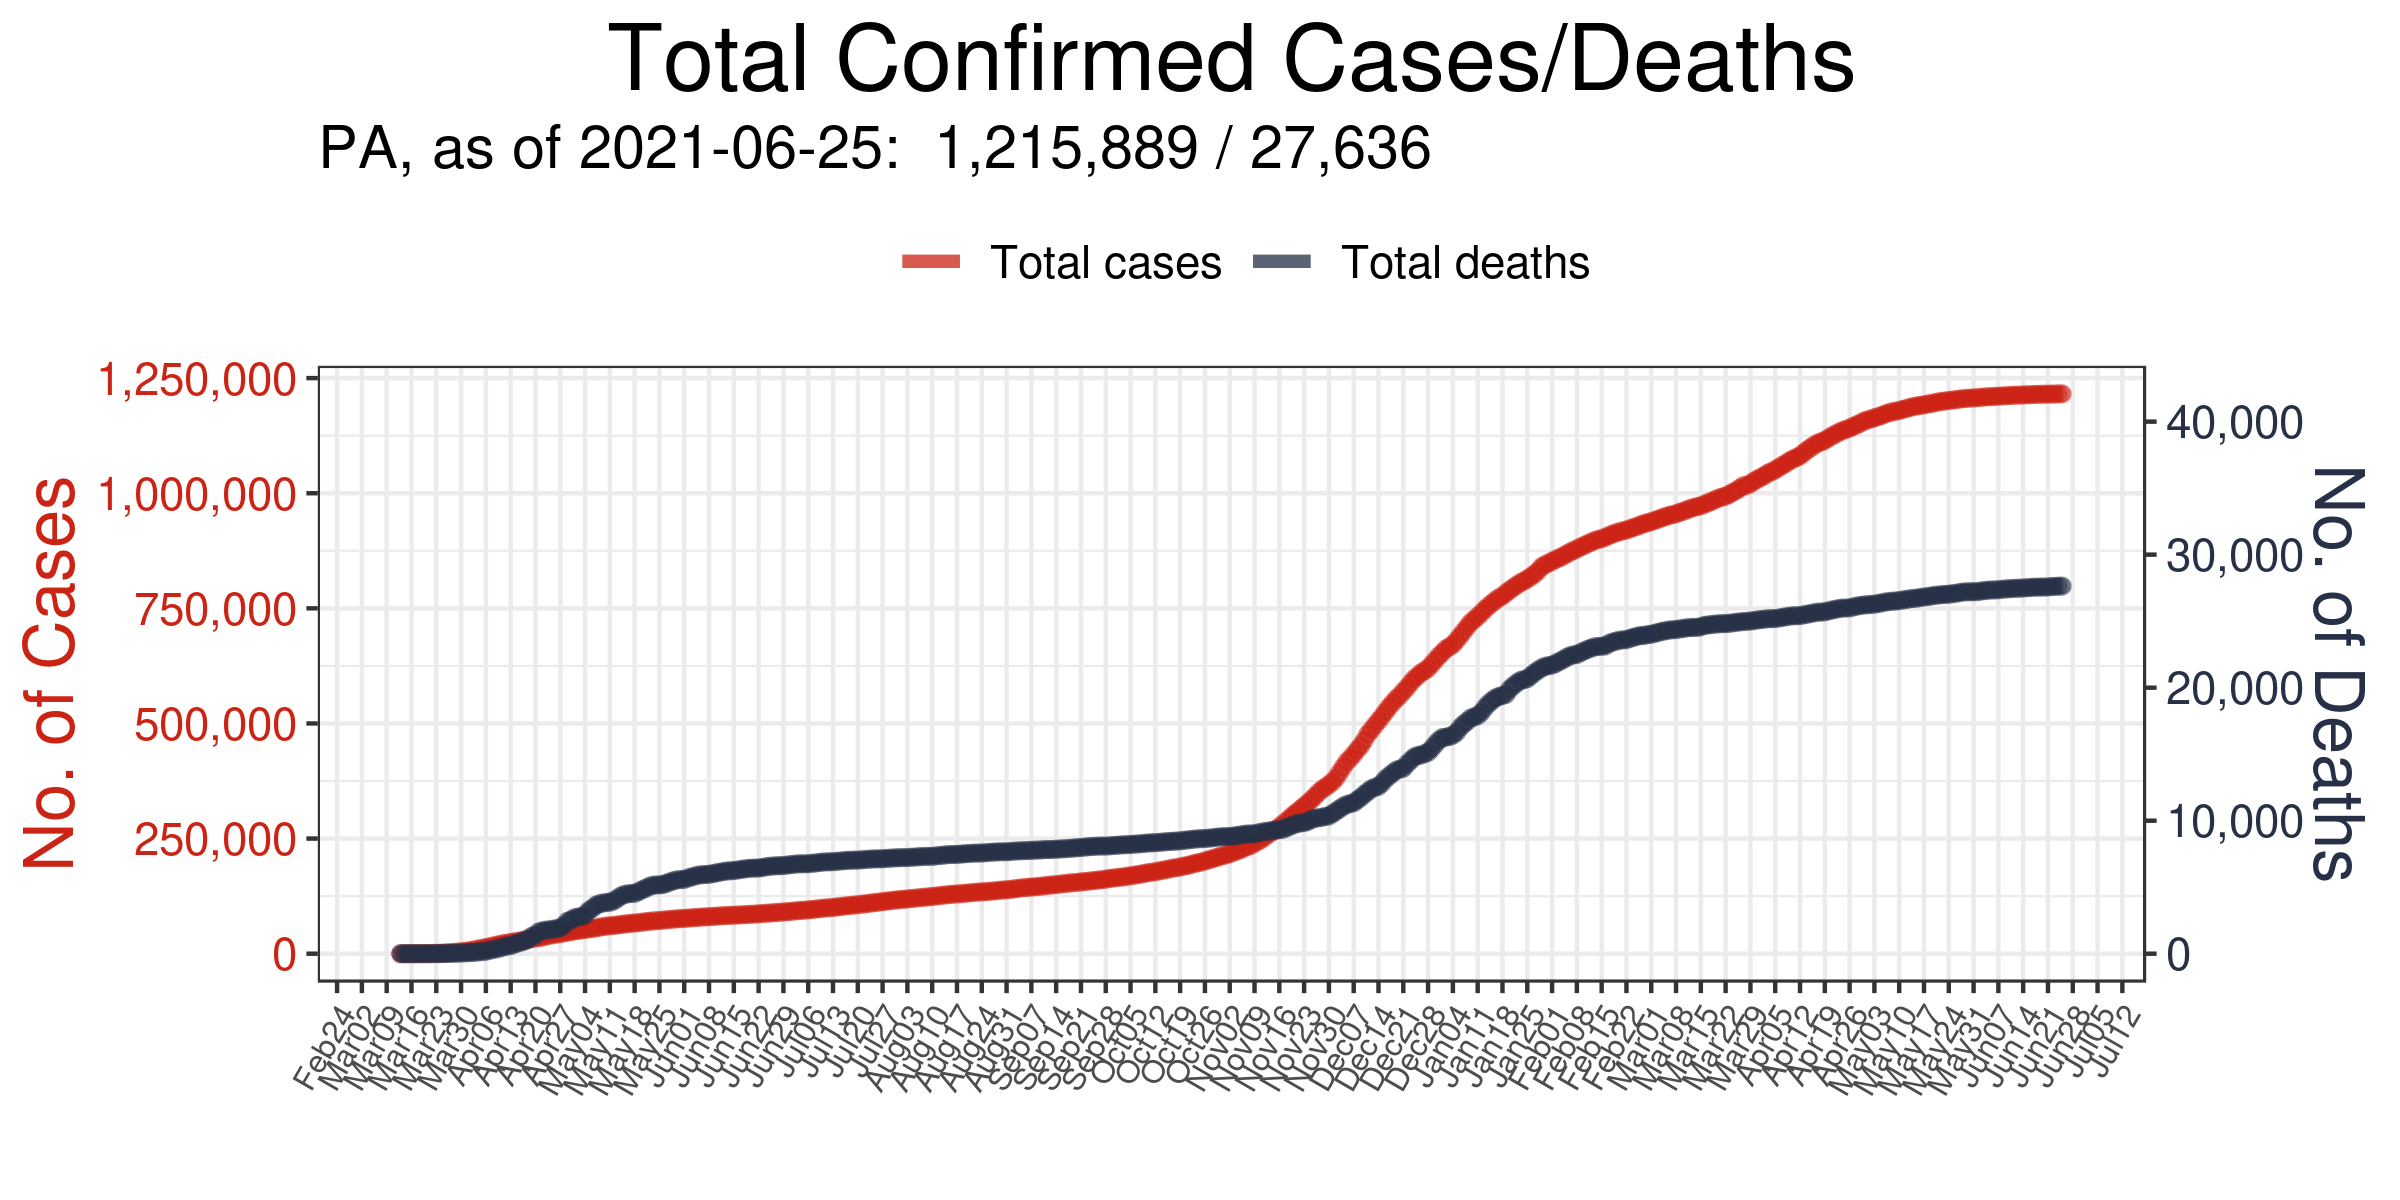 Total Confirmed Cases/Deaths
PA, as of 2021-06-25:  1,215,889 / 27,636
Total cases
Total deaths
No. of Cases
1,250,000
1,000,000
750,000
500,000
250,000
0
40,000
30,000
20,000
10,000
0
No. of Deaths
Feb24
Mar02
Mar09
Mar16
Mar23
Mar30
Apr06
Apr13
Apr20
Apr27
May04
May11
May18
May25
Jun01
Jun08
Jun15
Jun22
Jun29
Jul06
Jul13
Jul20
Jul27
Aug03
Aug10
Aug17
Aug24
Aug31
Sep07
Sep14
Sep21
Sep28
Oct05
Oct12
Oct19
Oct26
Nov02
Nov09
Nov16
Nov23
Nov30
Dec07
Dec14
Dec21
Dec28
Jan04
Jan11
Jan18
Jan25
Feb01
Feb08
Feb15
Feb22
Mar01
Mar08
Mar15
Mar22
Mar29
Apr05
Apr12
Apr19
Apr26
May03
May10
May17
May24
May31
Jun07
Jun14
Jun21
Jun28
Jul05
Jul12